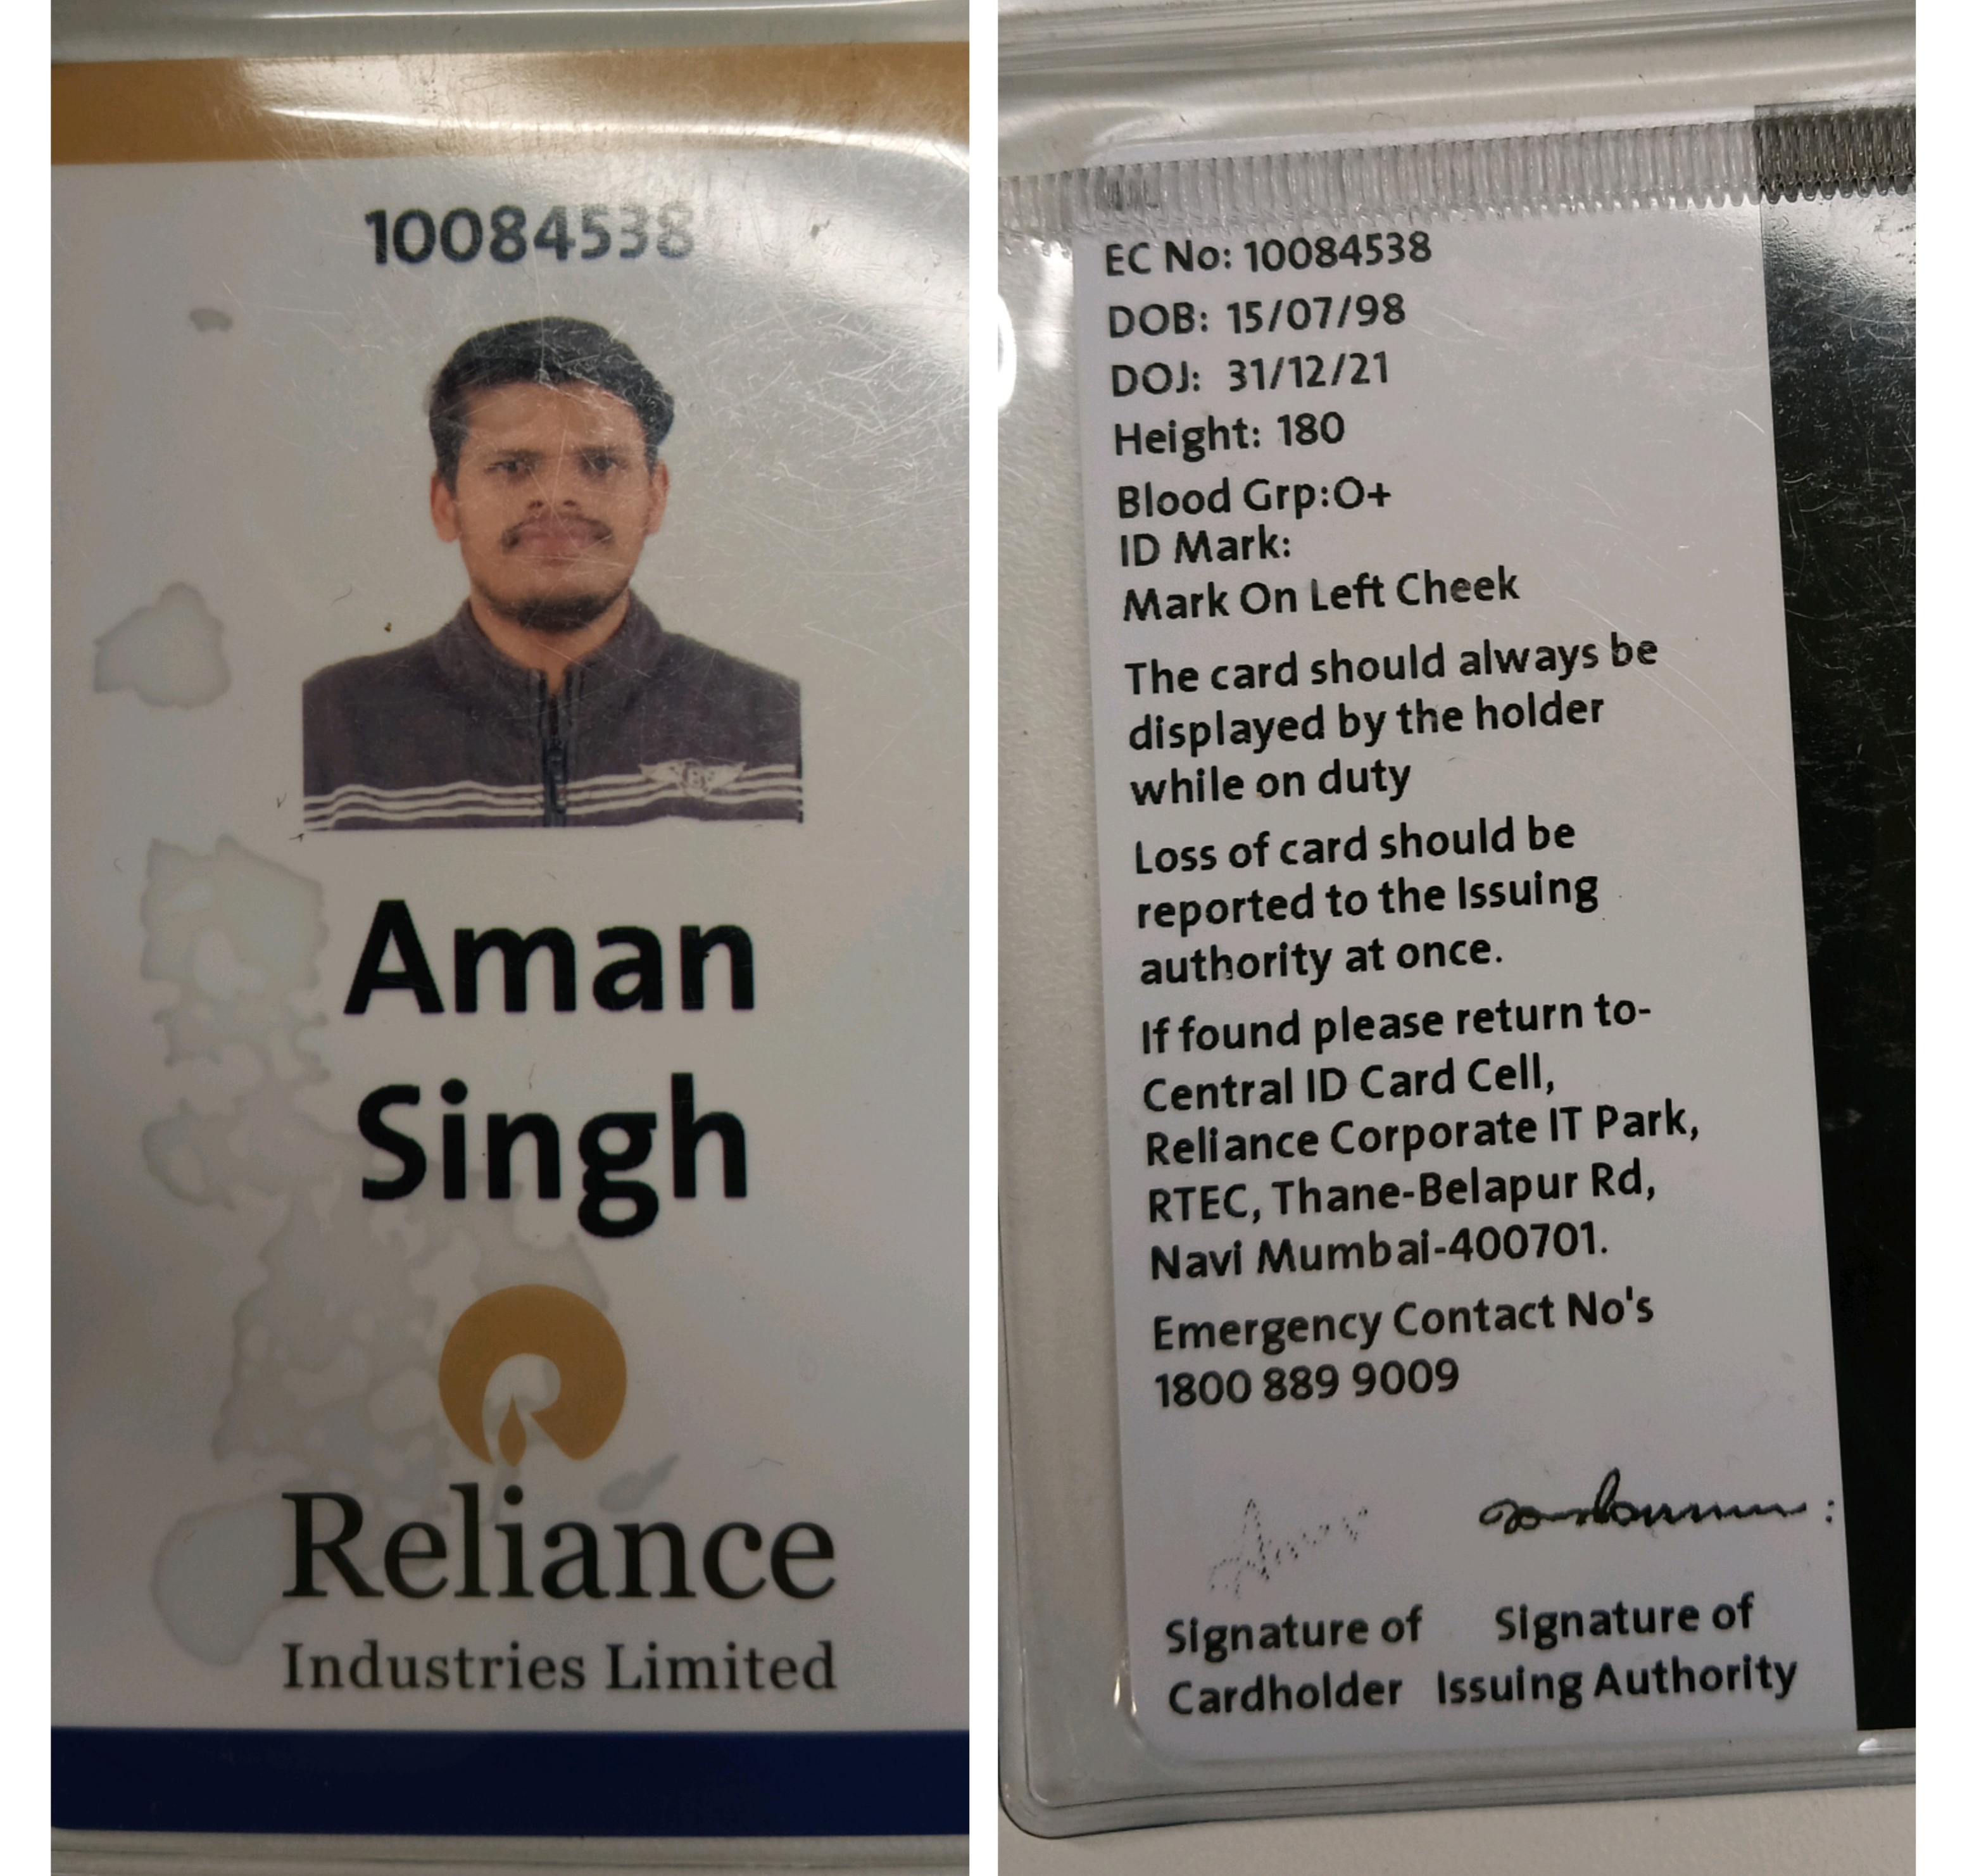 10084538
Aman
Singh
Reliance
Industries Limited
EC No: 10084538
DOB: 15/07/98
DOJ: 31/12/21
Height: 180
Blood Grp:O+
ID Mark:
Mark On Left Cheek
The card should always be
displayed by the holder
while on duty
Loss of card should be
reported to the Issuing
authority at once.
If found please return to-
Central ID Card Cell,
Reliance Corporate IT Park,
RTEC, Thane-Belapur Rd,
Navi Mumbai-400701.
Emergency Contact No's
1800 889 9009
Signature of Signature of
Cardholder Issuing Authority